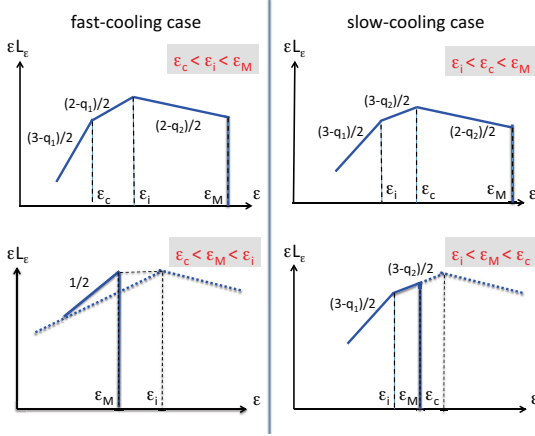 fast-cooling case
slow-cooling case
εLε
εc < εi < εM
(2-q1)/2
(3-q1)/2
(2-q2)/2
εc
εi
εM
ε
εLε
εi < εc < εM
(3-q2)/2
(3-q1)/2
(2-q2)/2
εi
εc
εM
ε
εLε
εc < εM < εi
1/2
εM
εi
ε
εLε
εi < εM < εc
(3-q2)/2
(3-q1)/2
εi
εM
εc
ε